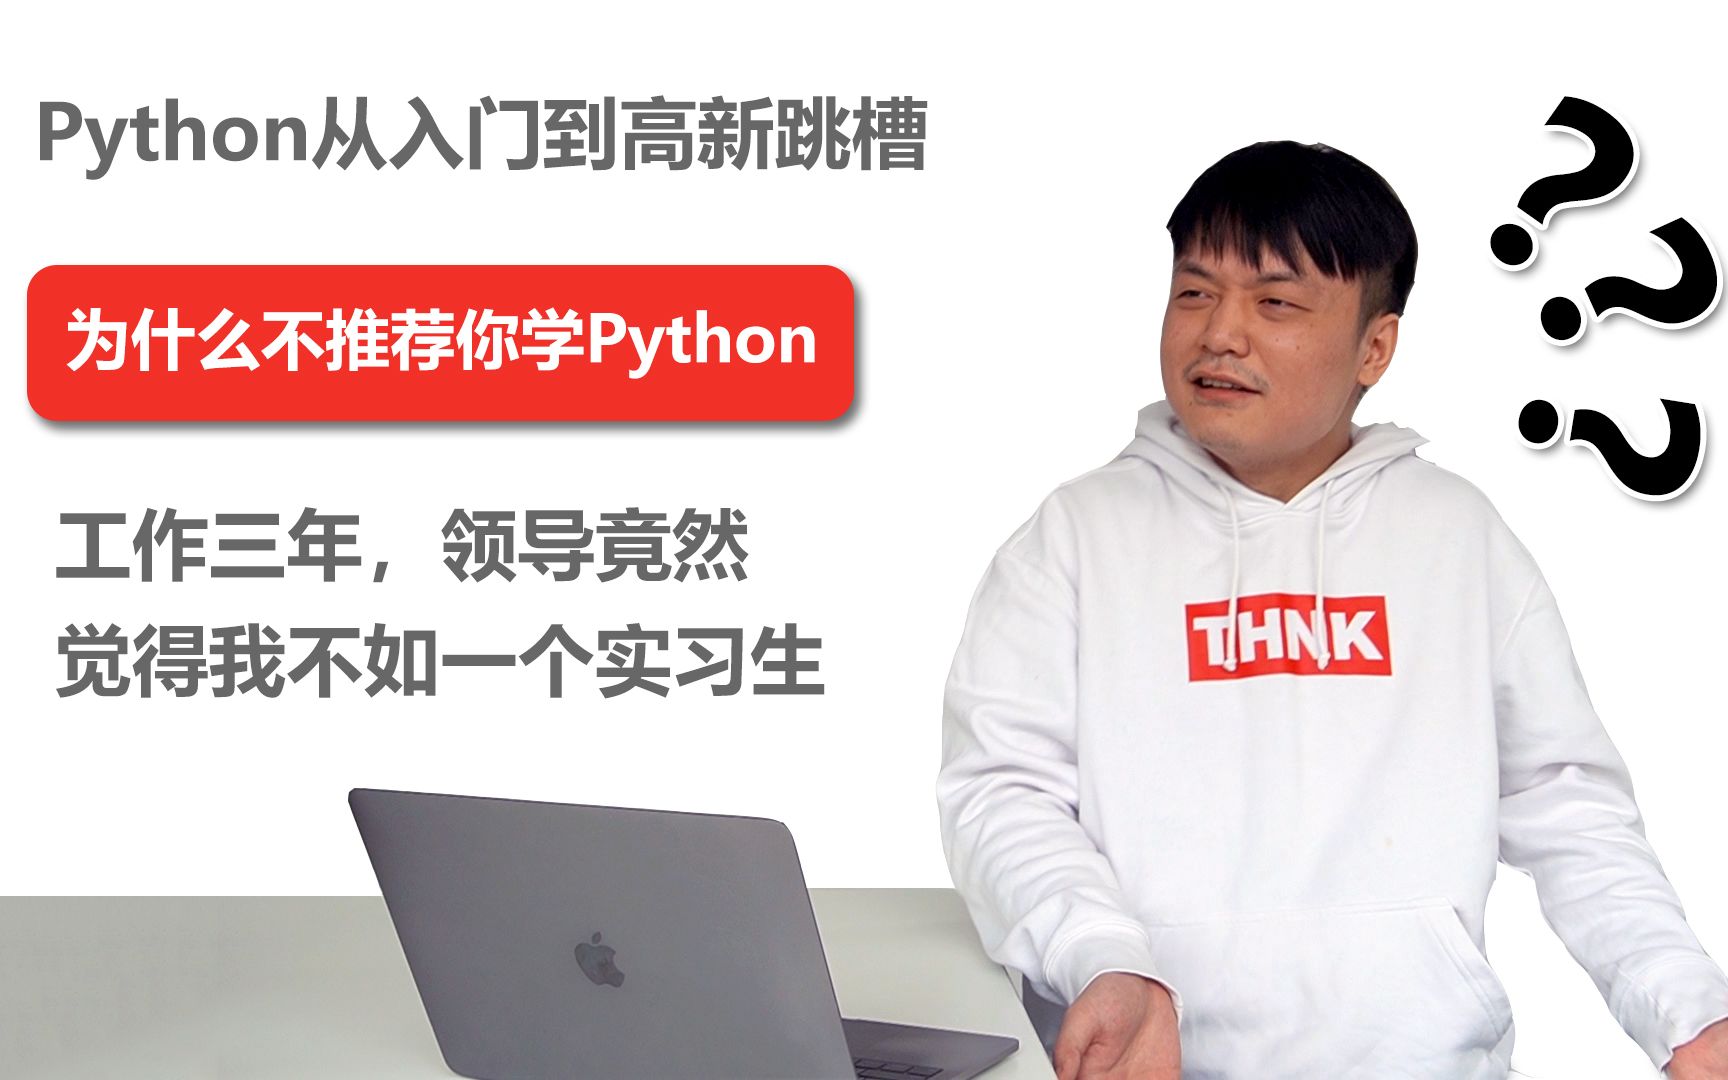 Python从入门到高新跳槽
为什么不推荐你学Python
工作三年，领导竟然
觉得我不如一个实习生
THNK
???